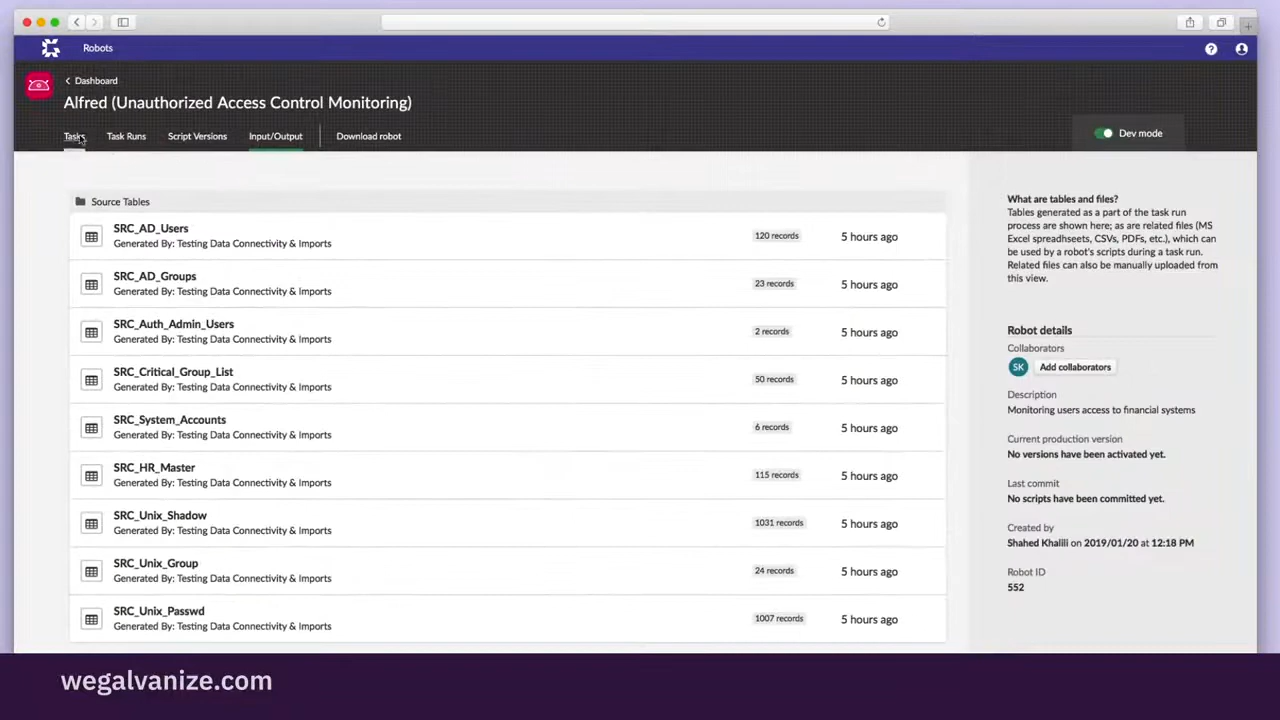 Robots
Dashboard
Alfred (Unauthorized Access Control Monitoring)
Tasks Task Runs Script Versions Input/Output Download robot
Dev mode
Source Tables
SRC_AD_Users
Generated By: Testing Data Connectivity & Imports
120 records
5 hours ago
SRC_AD_Groups
Generated By: Testing Data Connectivity & Imports
23 records
5 hours ago
SRC_Auth_Admin_Users
Generated By: Testing Data Connectivity & Imports
2 records
5 hours ago
SRC_Critical_Group_List
Generated By: Testing Data Connectivity & Imports
50 records
5 hours ago
SRC_System_Accounts
Generated By: Testing Data Connectivity & Imports
6 records
5 hours ago
SRC_HR_Master
Generated By: Testing Data Connectivity & Imports
115 records
5 hours ago
SRC_Unix_Shadow
Generated By: Testing Data Connectivity & Imports
1031 records
5 hours ago
SRC_Unix_Group
Generated By: Testing Data Connectivity & Imports
24 records
5 hours ago
SRC_Unix_Passwd
Generated By: Testing Data Connectivity & Imports
1007 records
5 hours ago
What are tables and files?
Tables generated as a part of the task run
process are shown here; as are related files (MS
Excel spreadhseets, CSVs, PDFs, etc.), which can
be used by a robot's scripts during a task run.
Related files can also be manually uploaded from
this view.
Robot details
Collaborators
SK Add collaborators
Description
Monitoring users access to financial systems
Current production version
No versions have been activated yet.
Last commit
No scripts have been committed yet.
Created by
Shahed Khalili on 2019/01/20 at 12:18 PM
Robot ID
552
wegalvanize.com